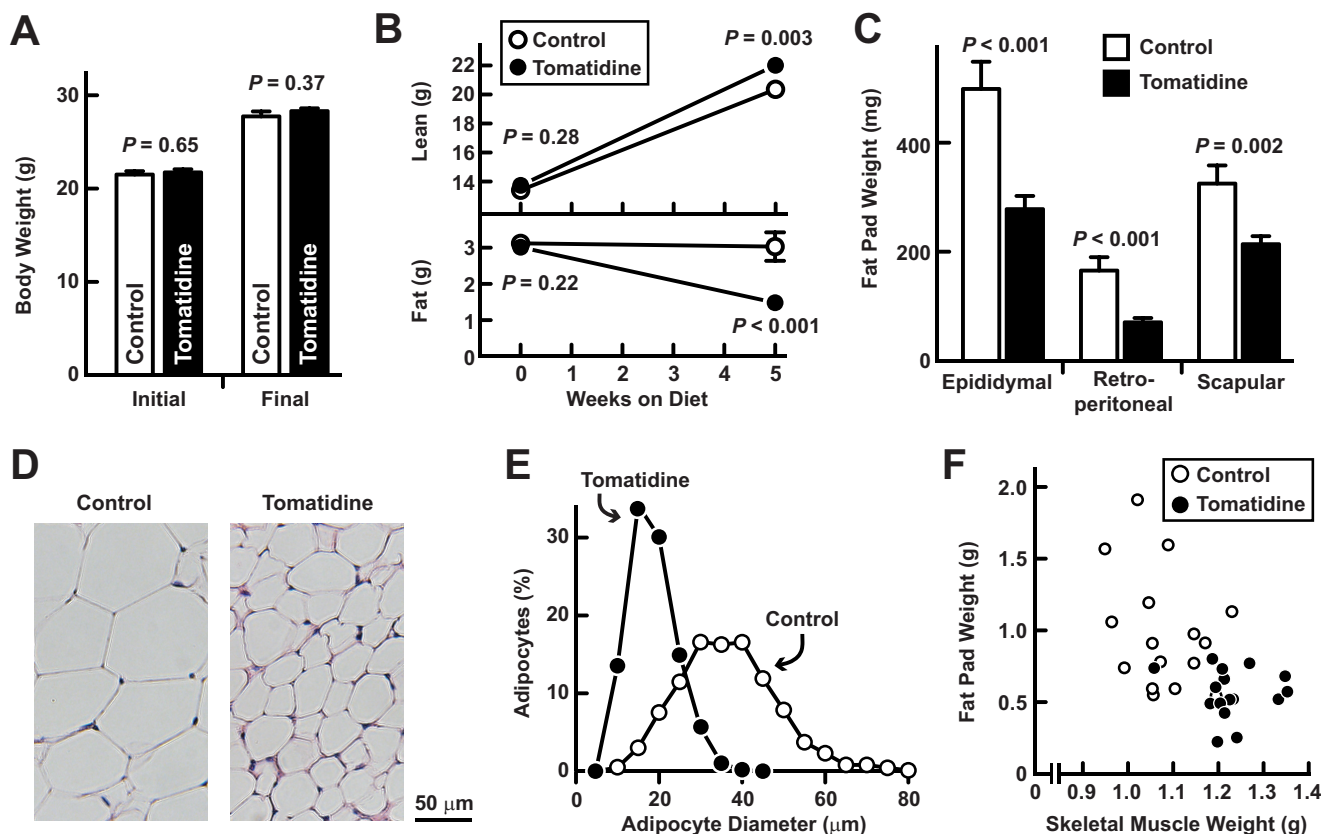 A
Body Weight (g)
30
20
10
0
P = 0.65
P = 0.37
Control
Tomatidine
Control
Tomatidine
Initial
Final
B
Control
Tomatidine
Lean (g)
22
20
18
16
14
P = 0.28
P = 0.003
Fat (g)
3
2
1
0
P = 0.22
P < 0.001
0 1 2 3 4 5
Weeks on Diet
C
Control
Tomatidine
Fat Pad Weight (mg)
400
200
0
P < 0.001
P < 0.001
P = 0.002
Epididymal
Retro-
peritoneal
Scapular
D
Control
Tomatidine
50 μm
E
Tomatidine
Control
Adipocytes (%)
30
20
10
0
0 20 40 60 80
Adipocyte Diameter (μm)
F
Control
Tomatidine
Fat Pad Weight (g)
2.0
1.5
1.0
0.5
0
0 0.9 1.0 1.1 1.2 1.3 1.4
Skeletal Muscle Weight (g)